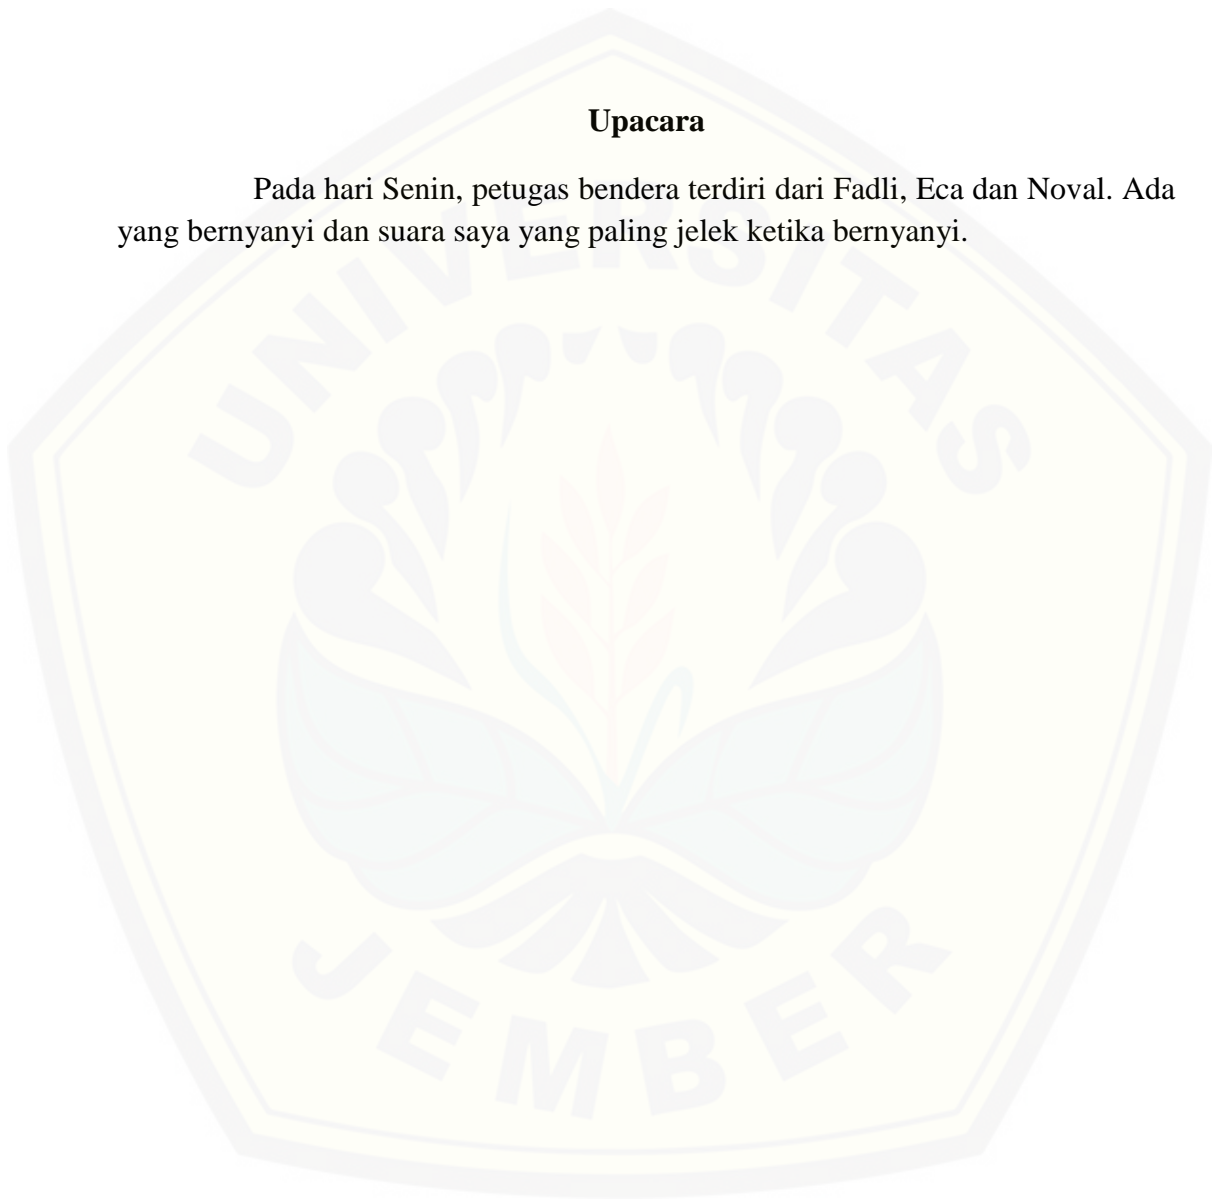 Upacara
Pada hari Senin, petugas bendera terdiri dari Fadli, Eca dan Noval. Ada
yang bernyanyi dan suara saya yang paling jelek ketika bernyanyi.
UNIVERSITAS
JEMBER